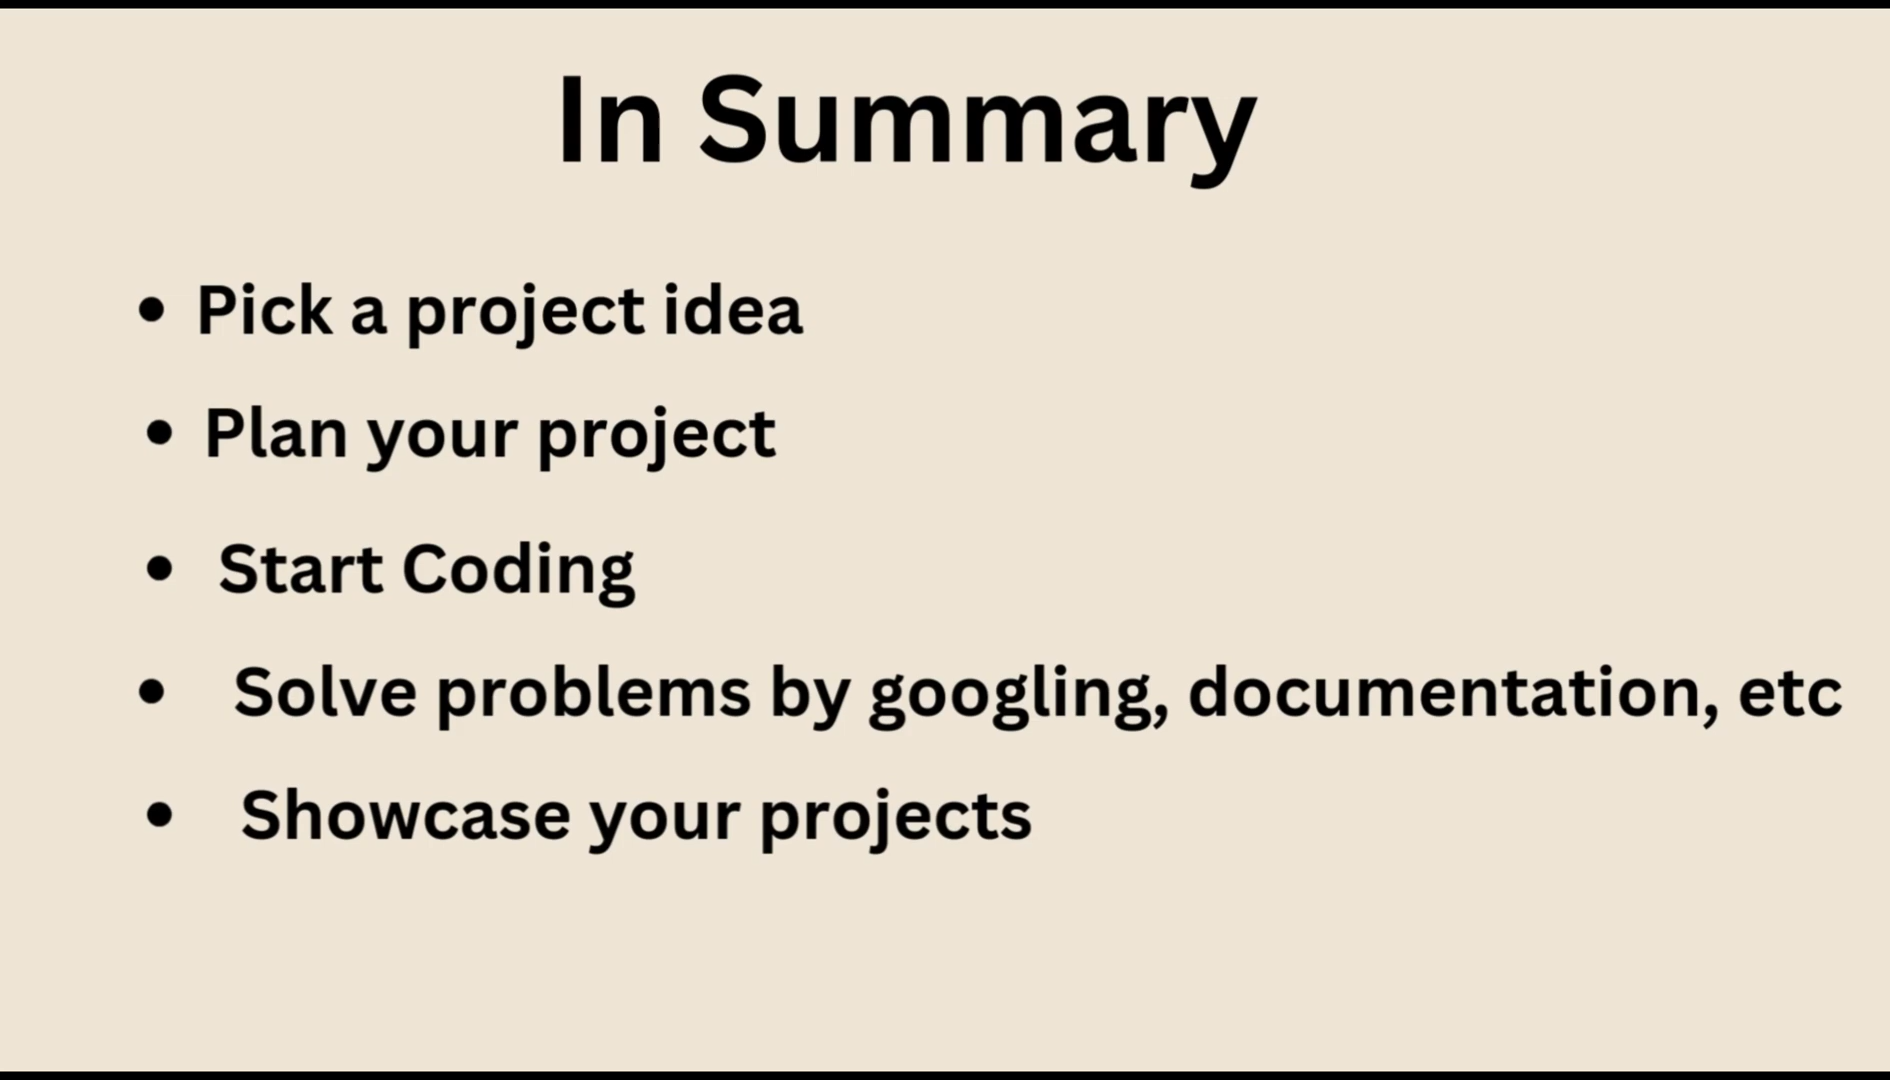 In Summary
• Pick a project idea
• Plan your project
• Start Coding
• Solve problems by googling, documentation, etc
• Showcase your projects